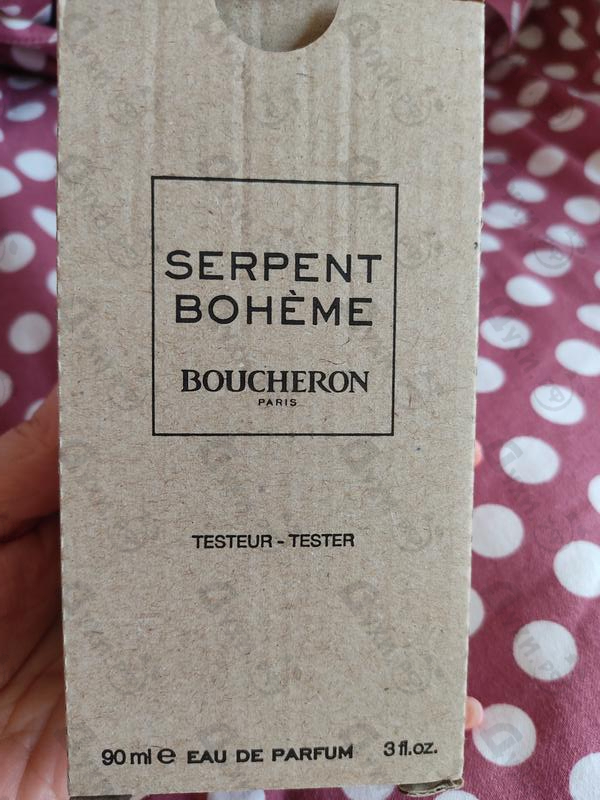 SERPENT
BOHÈME
BOUCHERON
PARIS
TESTEUR - TESTER
90 ml e EAU DE PARFUM 3 fl.oz.